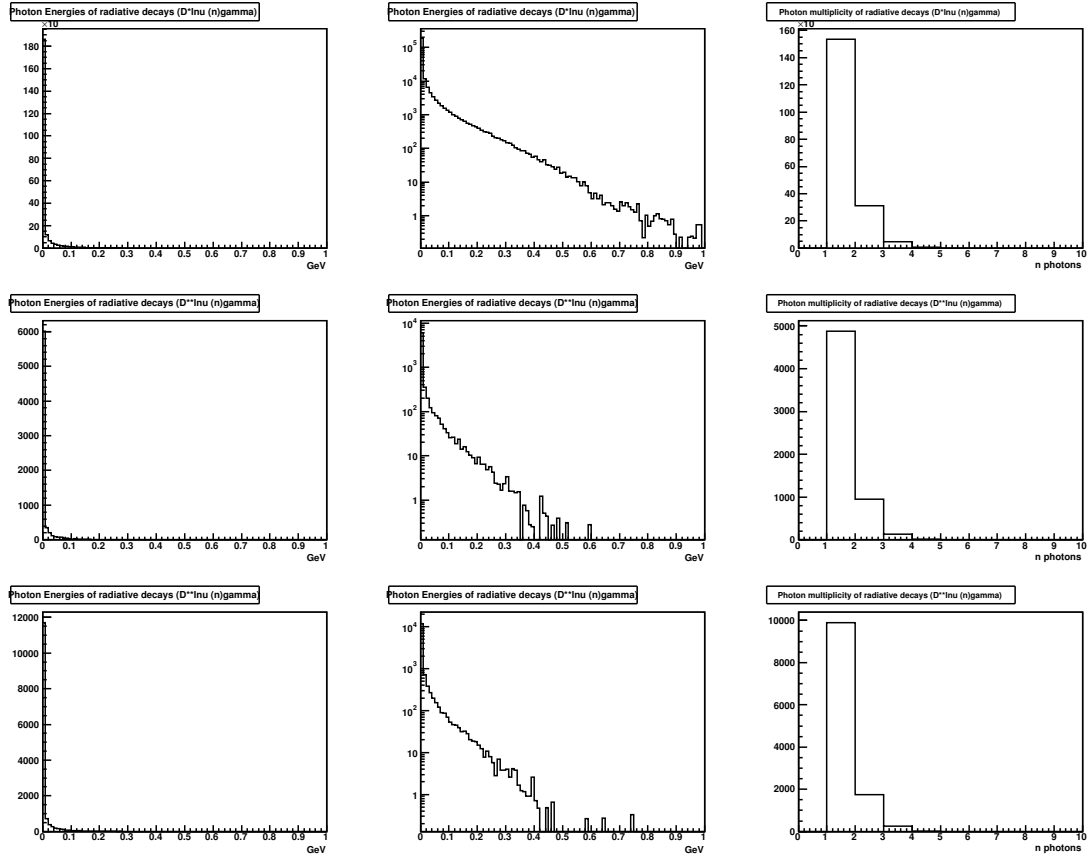 Photon Energies of radiative decays (D*lnu (n)gamma)
Photon Energies of radiative decays (D*lnu (n)gamma)
Photon multiplicity of radiative decays (D*lnu (n)gamma)
180
160
140
120
100
80
60
40
20
0
0 0.1 0.2 0.3 0.4 0.5 0.6 0.7 0.8 0.9 1
GeV
10^5
10^4
10^3
10^2
10
1
0 0.1 0.2 0.3 0.4 0.5 0.6 0.7 0.8 0.9 1
GeV
160
140
120
100
80
60
40
20
0
0 1 2 3 4 5 6 7 8 9 10
n photons
Photon Energies of radiative decays (D**lnu (n)gamma)
Photon Energies of radiative decays (D**lnu (n)gamma)
Photon multiplicity of radiative decays (D**lnu (n)gamma)
6000
5000
4000
3000
2000
1000
0
0 0.1 0.2 0.3 0.4 0.5 0.6 0.7 0.8 0.9 1
GeV
10^4
10^3
10^2
10
1
0 0.1 0.2 0.3 0.4 0.5 0.6 0.7 0.8 0.9 1
GeV
5000
4000
3000
2000
1000
0
0 1 2 3 4 5 6 7 8 9 10
n photons
Photon Energies of radiative decays (D**lnu (n)gamma)
Photon Energies of radiative decays (D**lnu (n)gamma)
Photon multiplicity of radiative decays (D**lnu (n)gamma)
12000
10000
8000
6000
4000
2000
0
0 0.1 0.2 0.3 0.4 0.5 0.6 0.7 0.8 0.9 1
GeV
10^4
10^3
10^2
10
1
0 0.1 0.2 0.3 0.4 0.5 0.6 0.7 0.8 0.9 1
GeV
10000
8000
6000
4000
2000
0
0 1 2 3 4 5 6 7 8 9 10
n photons